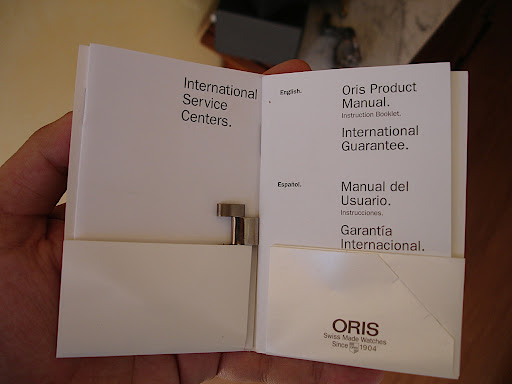 International
Service
Centers.
English.
Oris Product
Manual.
Instruction Booklet.
International
Guarantee.
Español.
Manual del
Usuario.
Instrucciones.
Garantía
Internacional.
ORIS
Swiss Made Watches
Since 1904